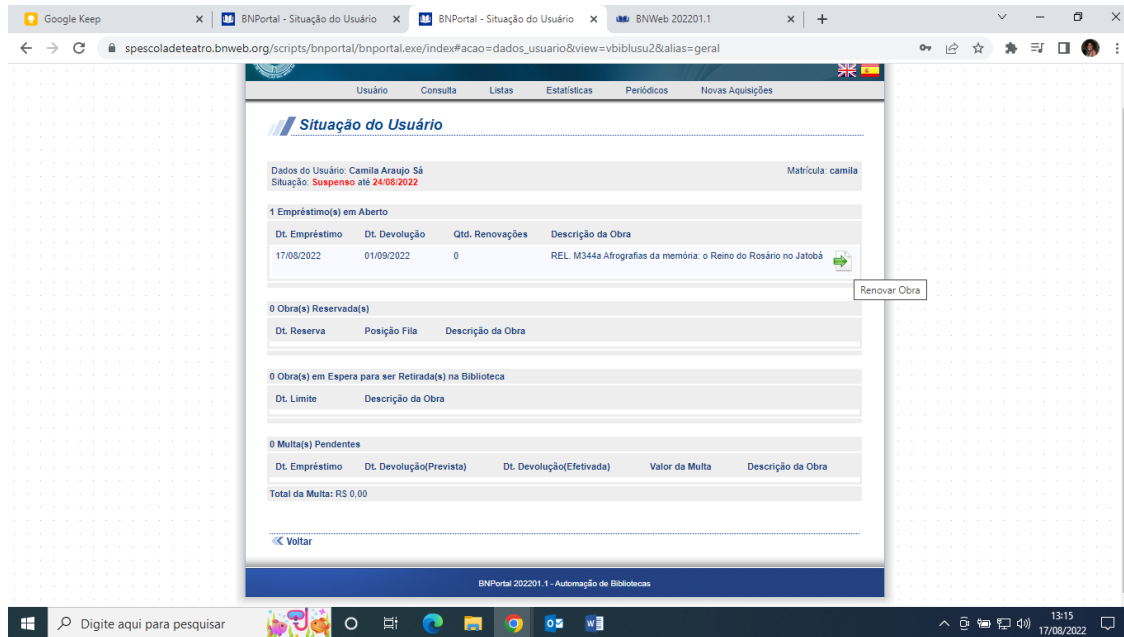 Google Keep
BNPortal - Situação do Usuário
BNPortal - Situação do Usuário
BNWeb 202201.1
spescoladeteatro.bnweb.org/scripts/bnportal/bnportal.exe/index#acao=dados_usuario&view=vbiblusu2&alias=geral
Usuário Consulta Listas Estatísticas Periódicos Novas Aquisições
Situação do Usuário
Dados do Usuário: Camila Araujo Sá Matrícula: camila
Situação: Suspenso até 24/08/2022
1 Empréstimo(s) em Aberto
Dt. Empréstimo Dt. Devolução Qtd. Renovações Descrição da Obra
17/08/2022 01/09/2022 0 REL. M344a Afrografias da memória: o Reino do Rosário no Jatobá
Renovar Obra
0 Obra(s) Reservada(s)
Dt. Reserva Posição Fila Descrição da Obra
0 Obra(s) em Espera para ser Retirada(s) na Biblioteca
Dt. Limite Descrição da Obra
0 Multa(s) Pendentes
Dt. Empréstimo Dt. Devolução(Prevista) Dt. Devolução(Efetivada) Valor da Multa Descrição da Obra
Total da Multa: R$ 0,00
Voltar
BNPortal 202201.1 - Automação de Bibliotecas
Digite aqui para pesquisar
13:15
17/08/2022